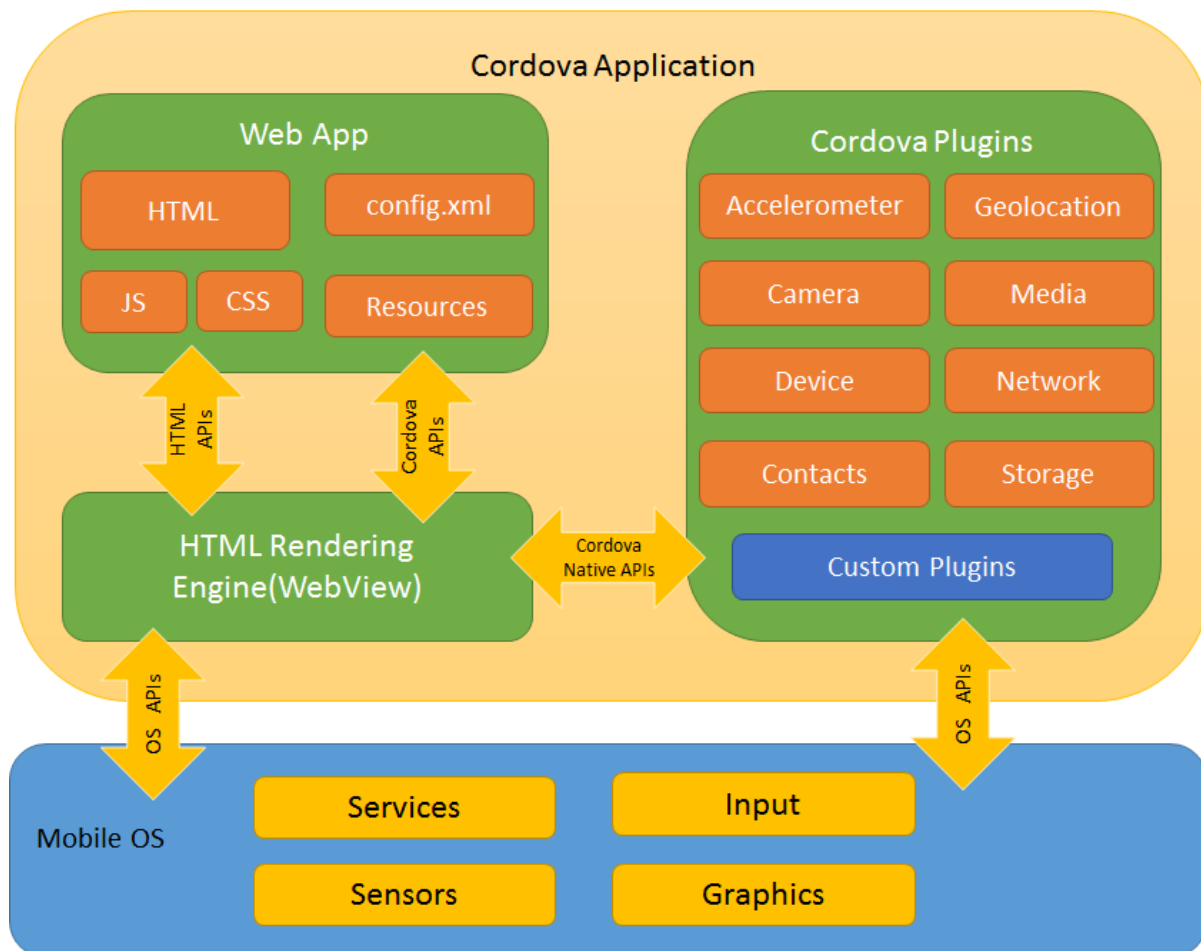 Cordova Application
Web App
HTML
config.xml
JS
CSS
Resources
HTML
APIs
Cordova
APIs
HTML Rendering
Engine(WebView)
Cordova
Native APIs
Cordova Plugins
Accelerometer
Geolocation
Camera
Media
Device
Network
Contacts
Storage
Custom Plugins
OS APIs
OS APIs
Mobile OS
Services
Input
Sensors
Graphics